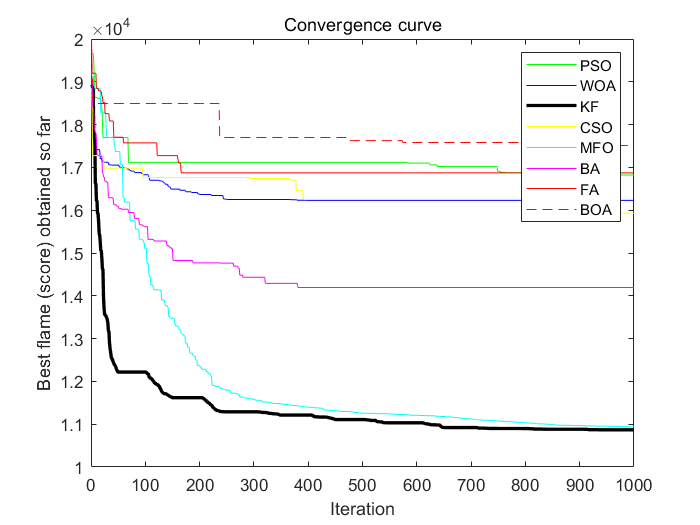 Convergence curve
×10⁴
2
1.9
1.8
1.7
1.6
1.5
1.4
1.3
1.2
1.1
1
0 100 200 300 400 500 600 700 800 900 1000
Iteration
Best flame (score) obtained so far
PSO
WOA
KF
CSO
MFO
BA
FA
BOA